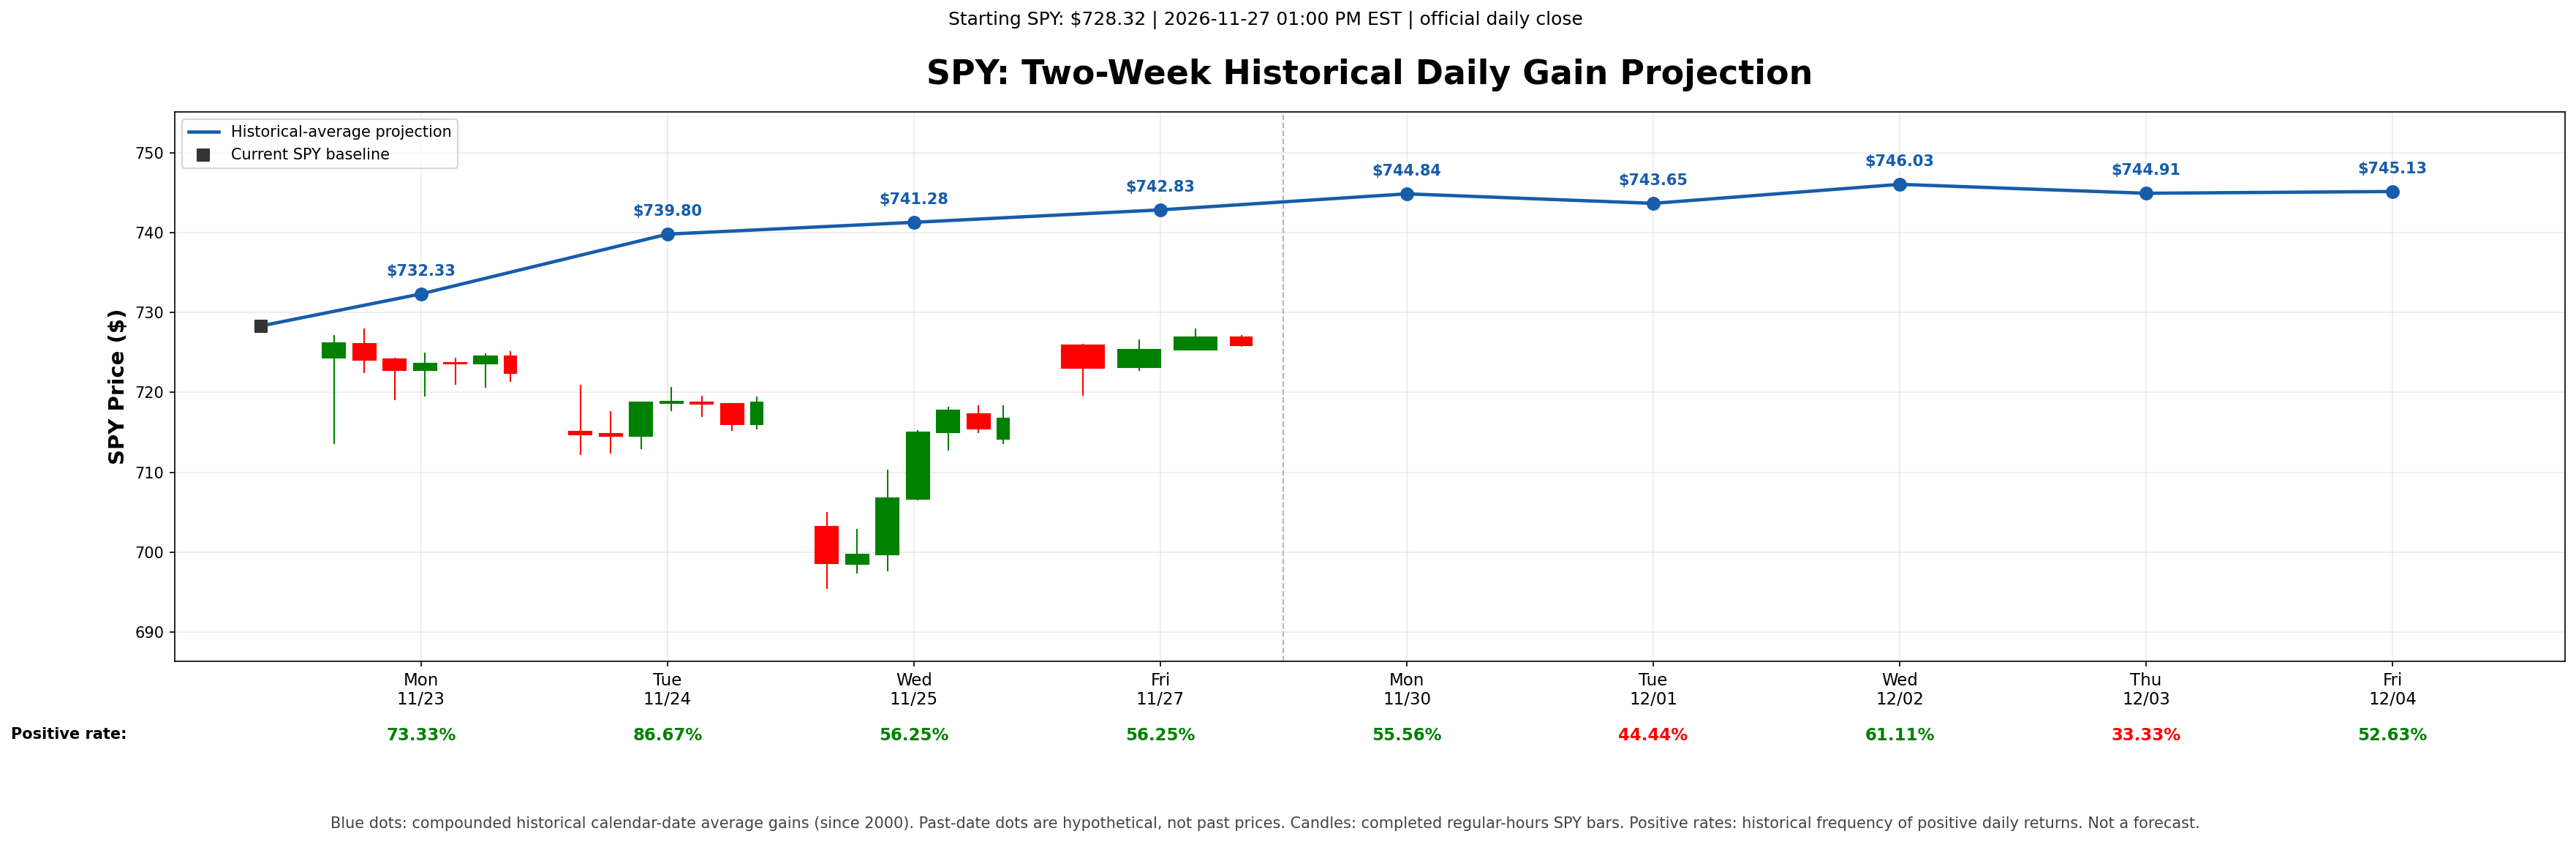 Starting SPY: $728.32 | 2026-11-27 01:00 PM EST | official daily close
SPY: Two-Week Historical Daily Gain Projection
Historical-average projection
Current SPY baseline
SPY Price ($)
750
740
730
720
710
700
690
$732.33
$739.80
$741.28
$742.83
$744.84
$743.65
$746.03
$744.91
$745.13
Mon
11/23
Tue
11/24
Wed
11/25
Fri
11/27
Mon
11/30
Tue
12/01
Wed
12/02
Thu
12/03
Fri
12/04
Positive rate: 73.33% 86.67% 56.25% 56.25% 55.56% 44.44% 61.11% 33.33% 52.63%
Blue dots: compounded historical calendar-date average gains (since 2000). Past-date dots are hypothetical, not past prices. Candles: completed regular-hours SPY bars. Positive rates: historical frequency of positive daily returns. Not a forecast.